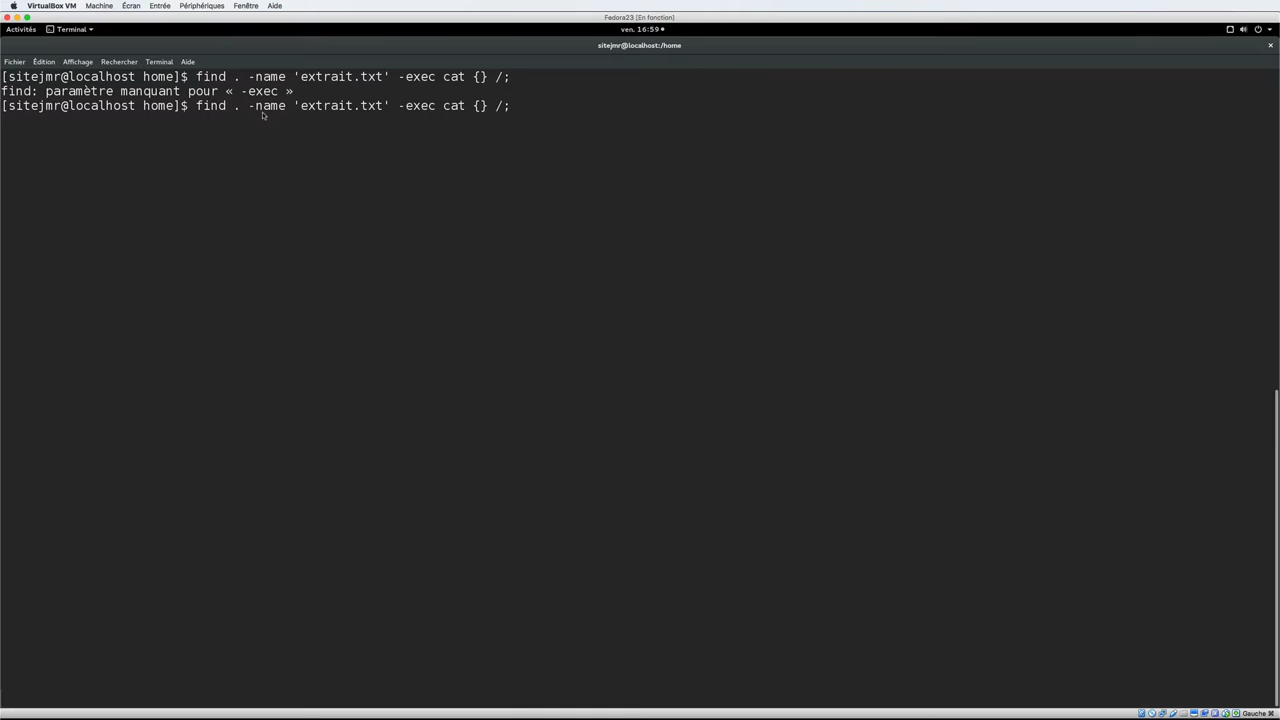 VirtualBox VM Machine Écran Entrée Périphériques Fenêtre Aide
Fedora23 [En fonction]
Activités Terminal ven. 16:59
sitejmr@localhost:/home
Fichier Édition Affichage Rechercher Terminal Aide
[sitejmr@localhost home]$ find . -name 'extrait.txt' -exec cat {} /;
find: paramètre manquant pour « -exec »
[sitejmr@localhost home]$ find . -name 'extrait.txt' -exec cat {} /;
Gauche ⌘